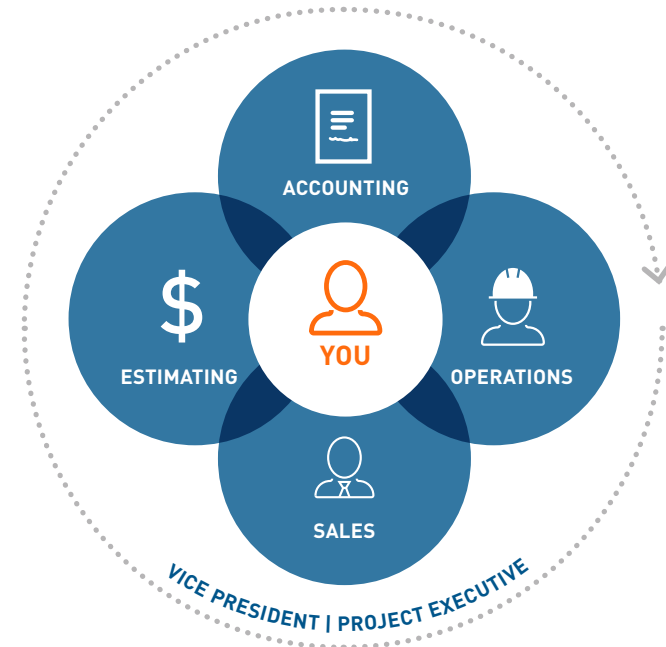 ACCOUNTING
$
ESTIMATING
YOU
OPERATIONS
SALES
VICE PRESIDENT | PROJECT EXECUTIVE